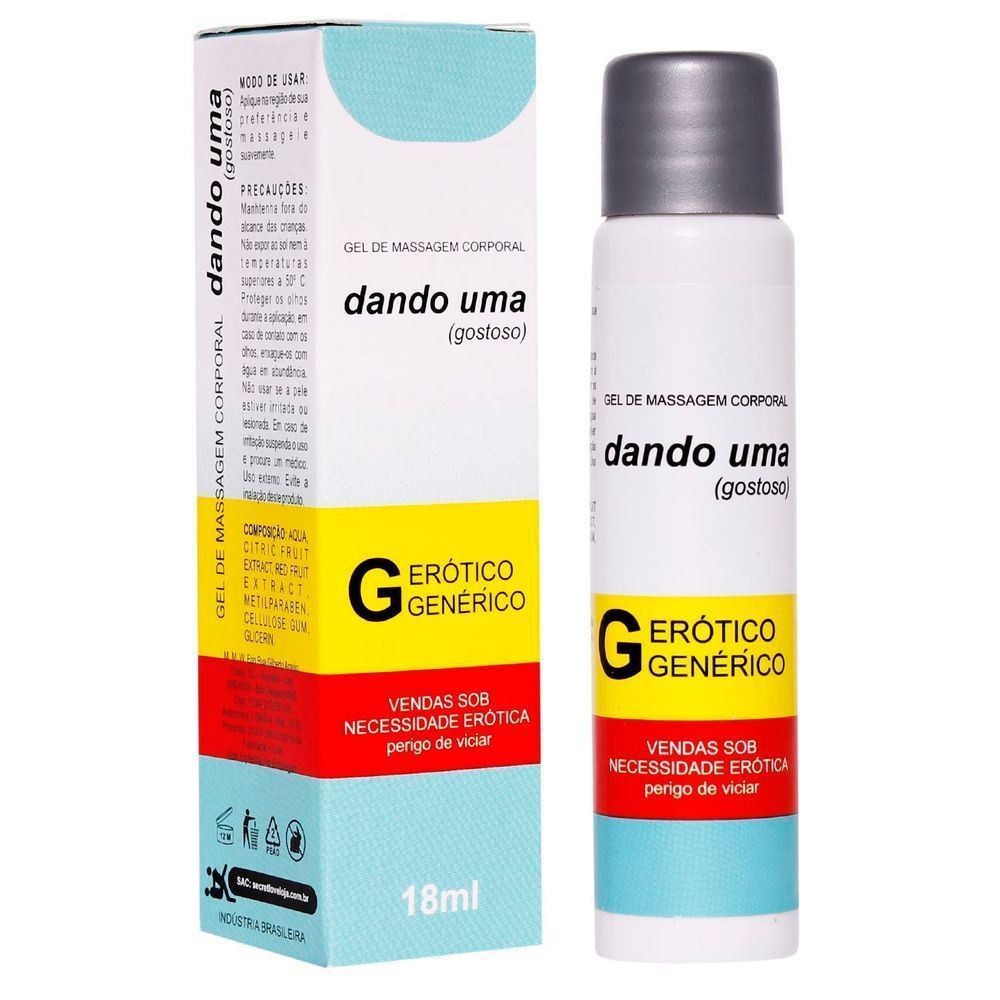 MODO DE USAR:
Aplique na região de sua
preferência e
massageie
suavemente.
PRECAUÇÕES:
Manhtenha fora do
alcance das crianças.
Não expor ao sol nem à
temperaturas
superiores a 50º C.
Proteger os olhos
durante a aplicação, em
caso de contato com os
olhos, enxague-os com
água em abundância.
Não usar se a pele
estiver irritada ou
lesionada. Em caso de
irritação suspenda o uso
e procure um médico.
Uso externo. Evite a
inalação deste produto.
COMPOSIÇÃO: AQUA,
CITRIC FRUIT
EXTRACT, RED FRUIT
EXTRACT,
METILPARABEN,
CELLULOSE GUM,
GLICERIN.
GEL DE MASSAGEM CORPORAL dando uma
(gostoso)
12 M
2
PEAD
SAC: secretloveloja.com.br
INDÚSTRIA BRASILEIRA
GEL DE MASSAGEM CORPORAL
dando uma
(gostoso)
G ERÓTICO
GENÉRICO
VENDAS SOB
NECESSIDADE ERÓTICA
perigo de viciar
18ml
GEL DE MASSAGEM CORPORAL
dando uma
(gostoso)
G ERÓTICO
GENÉRICO
VENDAS SOB
NECESSIDADE ERÓTICA
perigo de viciar